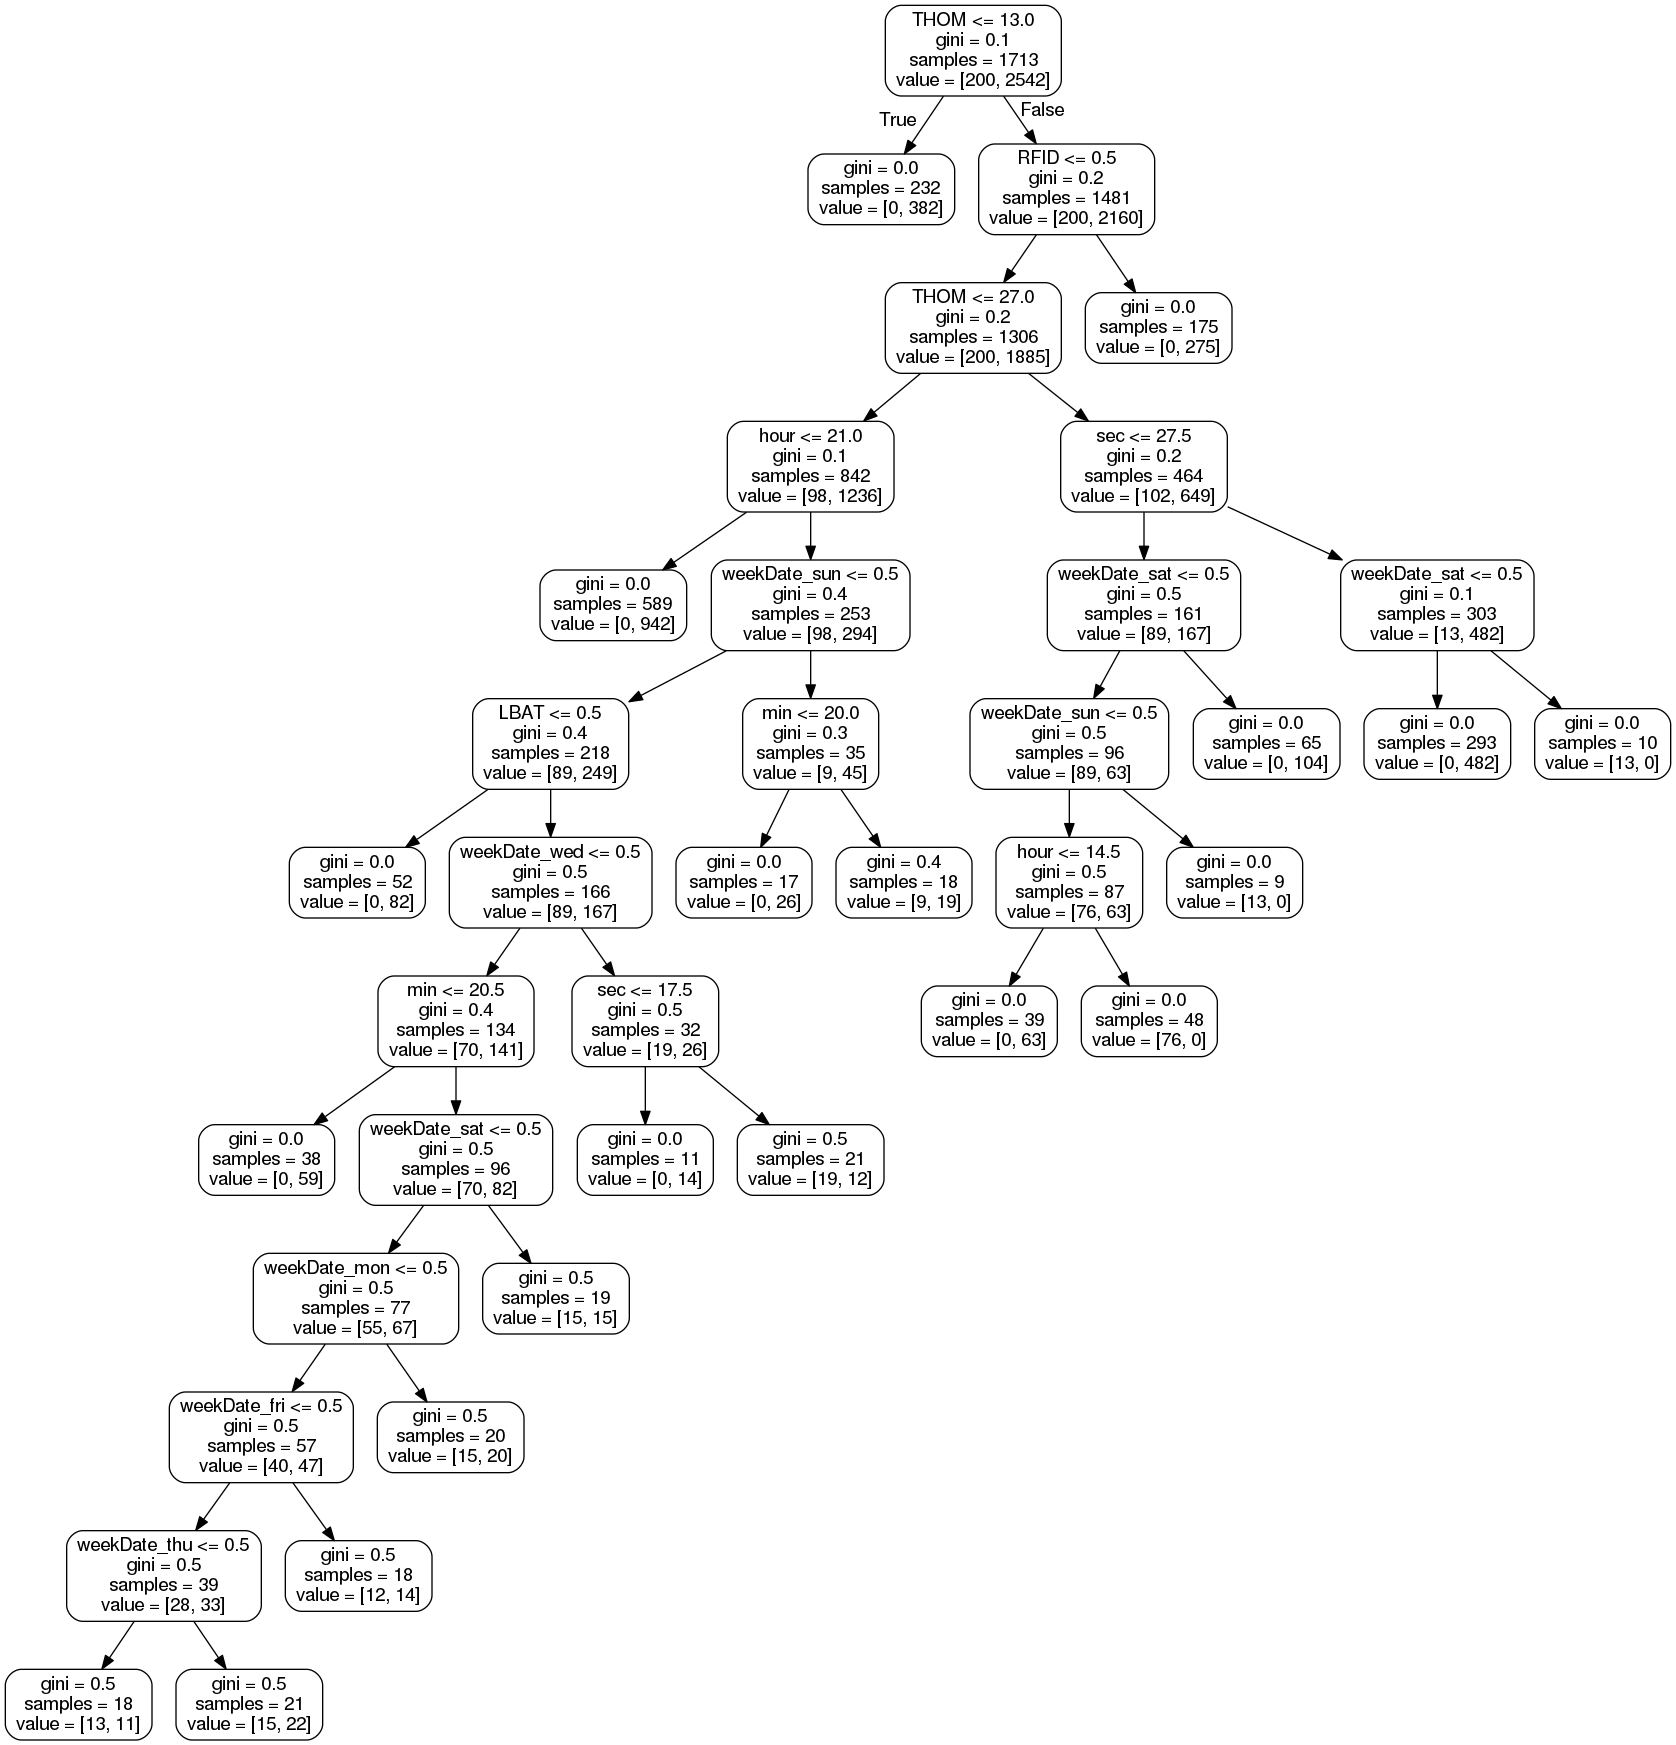 THOM <= 13.0
gini = 0.1
samples = 1713
value = [200, 2542]
True
False
gini = 0.0
samples = 232
value = [0, 382]
RFID <= 0.5
gini = 0.2
samples = 1481
value = [200, 2160]
THOM <= 27.0
gini = 0.2
samples = 1306
value = [200, 1885]
gini = 0.0
samples = 175
value = [0, 275]
hour <= 21.0
gini = 0.1
samples = 842
value = [98, 1236]
sec <= 27.5
gini = 0.2
samples = 464
value = [102, 649]
gini = 0.0
samples = 589
value = [0, 942]
weekDate_sun <= 0.5
gini = 0.4
samples = 253
value = [98, 294]
weekDate_sat <= 0.5
gini = 0.5
samples = 161
value = [89, 167]
weekDate_sat <= 0.5
gini = 0.1
samples = 303
value = [13, 482]
LBAT <= 0.5
gini = 0.4
samples = 218
value = [89, 249]
min <= 20.0
gini = 0.3
samples = 35
value = [9, 45]
weekDate_sun <= 0.5
gini = 0.5
samples = 96
value = [89, 63]
gini = 0.0
samples = 65
value = [0, 104]
gini = 0.0
samples = 293
value = [0, 482]
gini = 0.0
samples = 10
value = [13, 0]
gini = 0.0
samples = 52
value = [0, 82]
weekDate_wed <= 0.5
gini = 0.5
samples = 166
value = [89, 167]
gini = 0.0
samples = 17
value = [0, 26]
gini = 0.4
samples = 18
value = [9, 19]
hour <= 14.5
gini = 0.5
samples = 87
value = [76, 63]
gini = 0.0
samples = 9
value = [13, 0]
min <= 20.5
gini = 0.4
samples = 134
value = [70, 141]
sec <= 17.5
gini = 0.5
samples = 32
value = [19, 26]
gini = 0.0
samples = 39
value = [0, 63]
gini = 0.0
samples = 48
value = [76, 0]
gini = 0.0
samples = 38
value = [0, 59]
weekDate_sat <= 0.5
gini = 0.5
samples = 96
value = [70, 82]
gini = 0.0
samples = 11
value = [0, 14]
gini = 0.5
samples = 21
value = [19, 12]
weekDate_mon <= 0.5
gini = 0.5
samples = 77
value = [55, 67]
gini = 0.5
samples = 19
value = [15, 15]
weekDate_fri <= 0.5
gini = 0.5
samples = 57
value = [40, 47]
gini = 0.5
samples = 20
value = [15, 20]
weekDate_thu <= 0.5
gini = 0.5
samples = 39
value = [28, 33]
gini = 0.5
samples = 18
value = [12, 14]
gini = 0.5
samples = 18
value = [13, 11]
gini = 0.5
samples = 21
value = [15, 22]